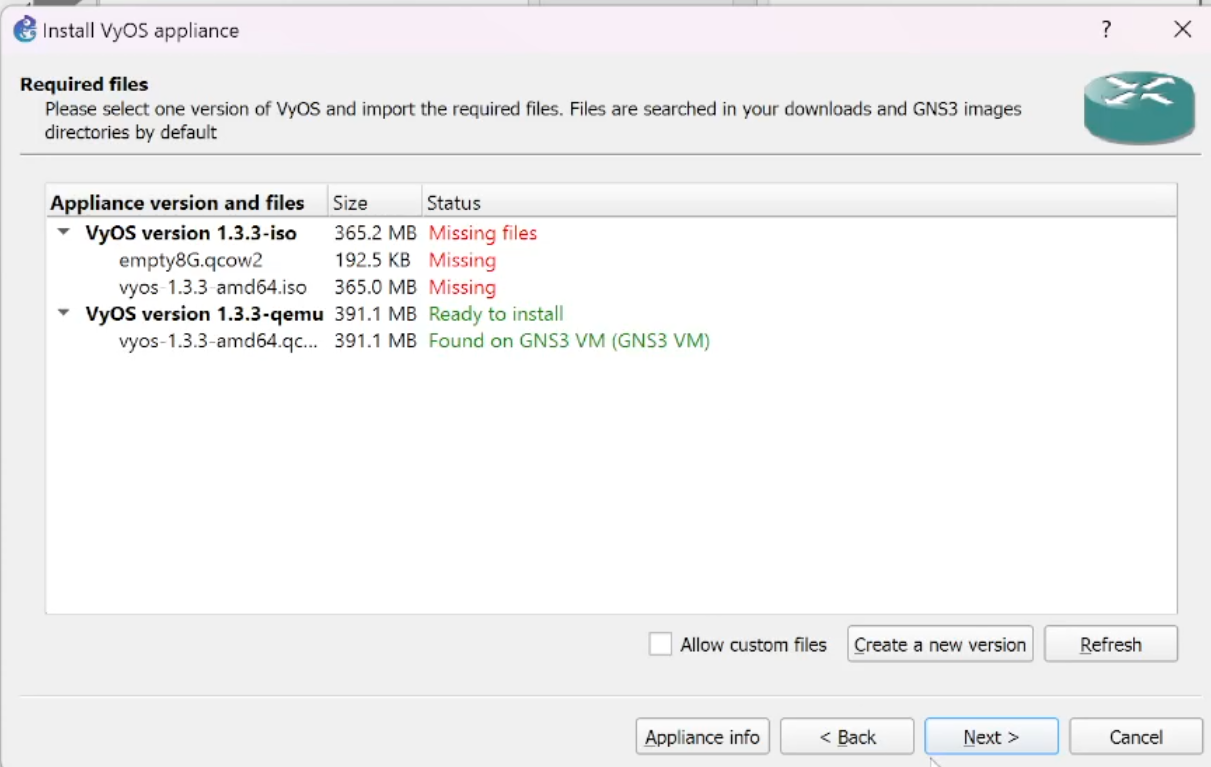 Install VyOS appliance
?
Required files
Please select one version of VyOS and import the required files. Files are searched in your downloads and GNS3 images
directories by default
Appliance version and files Size Status
VyOS version 1.3.3-iso 365.2 MB Missing files
empty8G.qcow2 192.5 KB Missing
vyos-1.3.3-amd64.iso 365.0 MB Missing
VyOS version 1.3.3-qemu 391.1 MB Ready to install
vyos-1.3.3-amd64.qc... 391.1 MB Found on GNS3 VM (GNS3 VM)
Allow custom files Create a new version Refresh
Appliance info < Back Next > Cancel